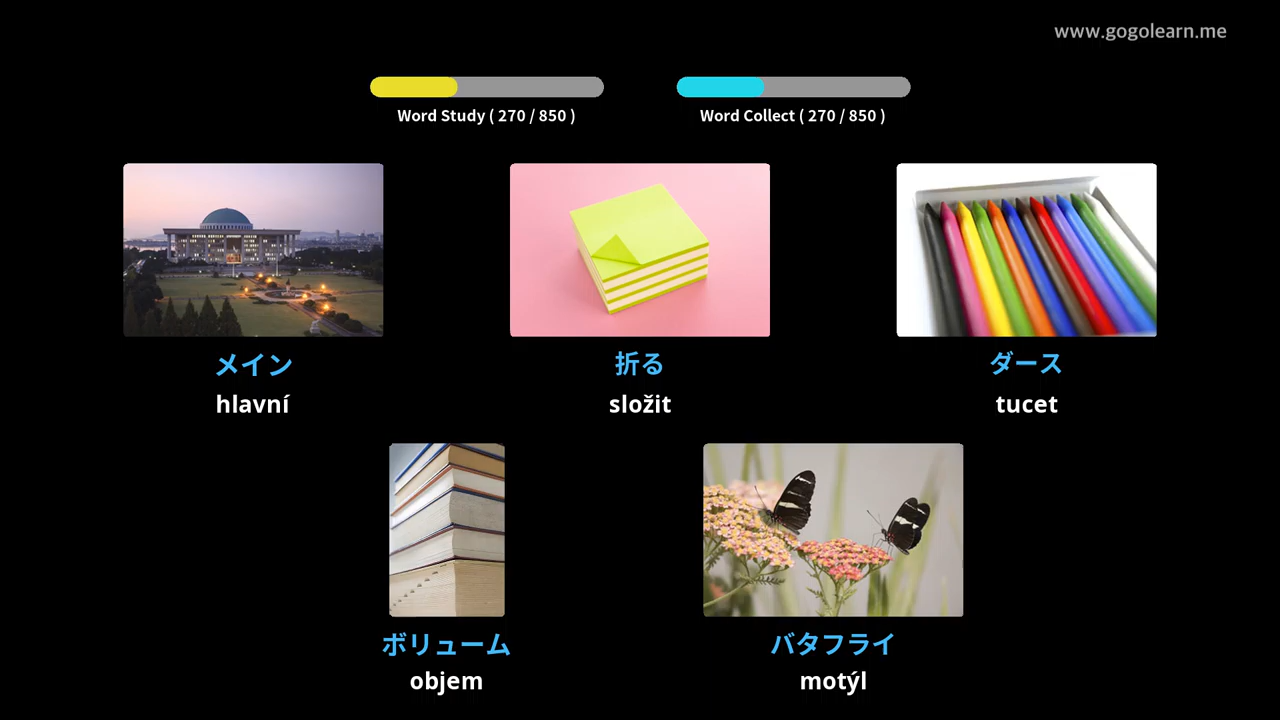 www.gogolearn.me
Word Study ( 270 / 850 )
Word Collect ( 270 / 850 )
メイン
hlavní
折る
složit
ダース
tucet
ボリューム
objem
バタフライ
motýl